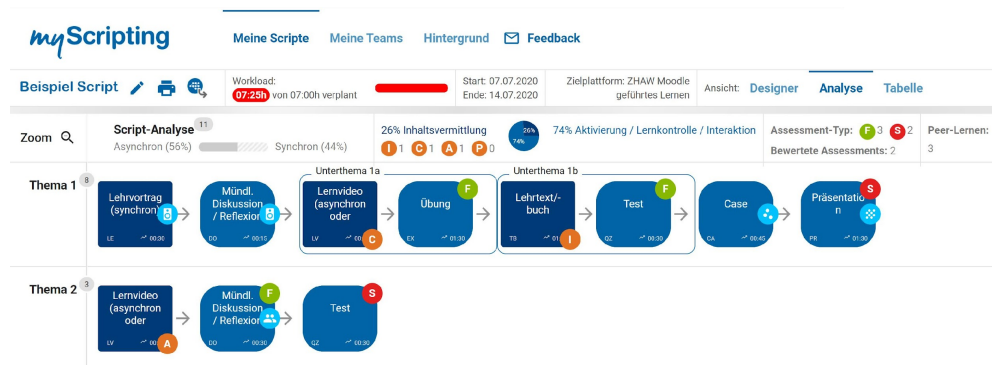 myScripting
Meine Scripte Meine Teams Hintergrund Feedback
Beispiel Script
Workload:
07:25h von 07:00h verplant
Start: 07.07.2020
Ende: 14.07.2020
Zielplattform: ZHAW Moodle
geführtes Lernen
Ansicht: Designer Analyse Tabelle
Zoom
Script-Analyse 11
Asynchron (56%) Synchron (44%)
26% Inhaltsvermittlung
I 1 C 1 A 1 P 0
26%
74%
74% Aktivierung / Lernkontrolle / Interaktion
Assessment-Typ: F 3 S 2
Bewertete Assessments: 2
Peer-Lernen:
3
Thema 1 8
Lehrvortrag
(synchron)
LE 00:30
Mündl.
Diskussion
/ Reflexion
DO 00:15
Unterthema 1a
Lernvideo
(asynchron
oder
LV 00: C
Übung
F
EX 01:30
Unterthema 1b
Lehrtext/-
buch
TB 01 I
Test
F
QZ 00:30
Case
CA 00:45
Präsentatio
n
S
PR 01:30
Thema 2 3
Lernvideo
(asynchron
oder
LV 00: A
Mündl.
Diskussion
/ Reflexion
F
DO 00:30
Test
S
QZ 00:30